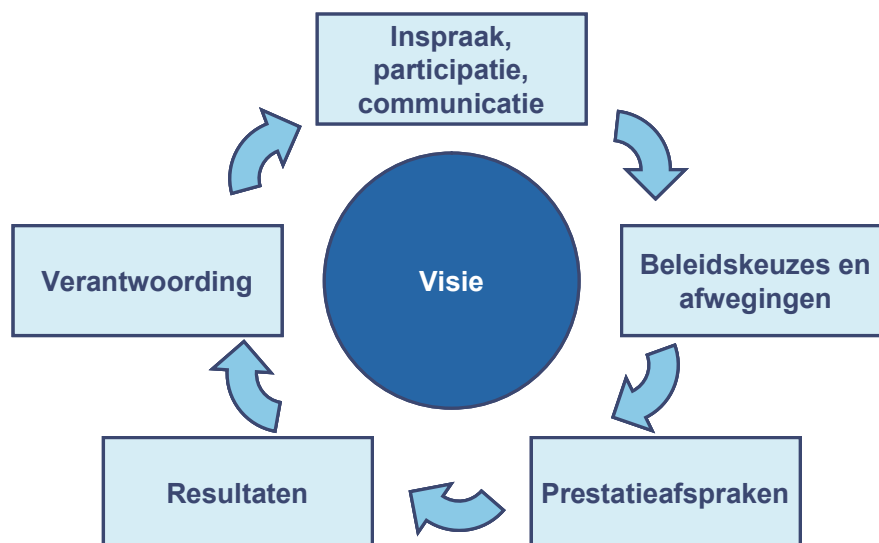 Inspraak,
participatie,
communicatie
Verantwoording
Visie
Beleidskeuzes en
afwegingen
Resultaten
Prestatieafspraken